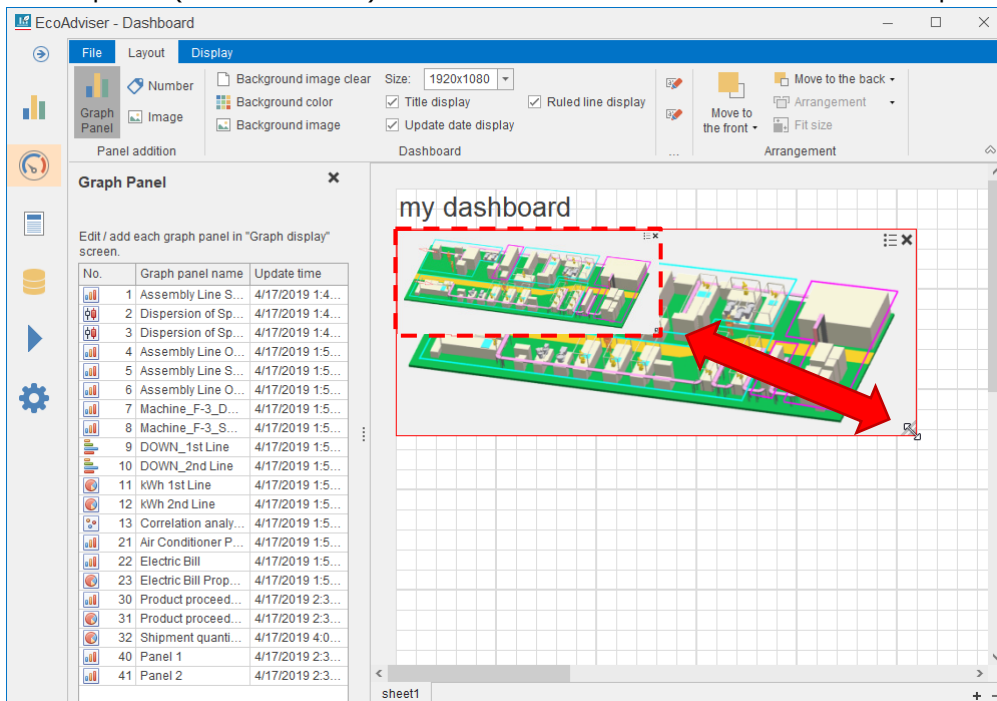 EcoAdviser - Dashboard
File Layout Display
Graph Panel
Number
Image
Panel addition
Background image clear
Background color
Background image
Size: 1920x1080
Title display
Ruled line display
Update date display
Dashboard
...
Move to the front
Move to the back
Arrangement
Fit size
Arrangement
Graph Panel
Edit / add each graph panel in "Graph display"
screen.
No. Graph panel name Update time
1 Assembly Line S... 4/17/2019 1:4...
2 Dispersion of Sp... 4/17/2019 1:4...
3 Dispersion of Sp... 4/17/2019 1:4...
4 Assembly Line O... 4/17/2019 1:5...
5 Assembly Line S... 4/17/2019 1:5...
6 Assembly Line O... 4/17/2019 1:5...
7 Machine_F-3_D... 4/17/2019 1:5...
8 Machine_F-3_S... 4/17/2019 1:5...
9 DOWN_1st Line 4/17/2019 1:5...
10 DOWN_2nd Line 4/17/2019 1:5...
11 kWh 1st Line 4/17/2019 1:5...
12 kWh 2nd Line 4/17/2019 1:5...
13 Correlation analy... 4/17/2019 1:5...
21 Air Conditioner P... 4/17/2019 1:5...
22 Electric Bill 4/17/2019 1:5...
23 Electric Bill Prop... 4/17/2019 1:5...
30 Product proceed... 4/17/2019 2:3...
31 Product proceed... 4/17/2019 2:3...
32 Shipment quanti... 4/17/2019 4:0...
40 Panel 1 4/17/2019 2:3...
41 Panel 2 4/17/2019 2:3...
my dashboard
sheet1